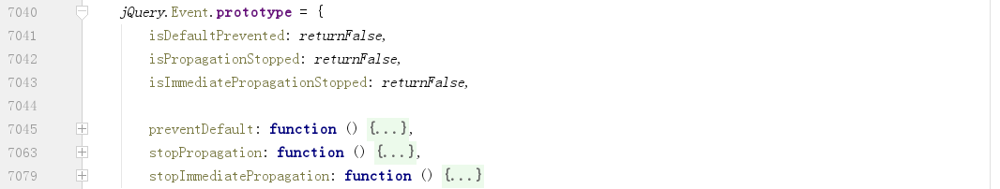 7040 jQuery.Event.prototype = {
7041 isDefaultPrevented: returnFalse,
7042 isPropagationStopped: returnFalse,
7043 isImmediatePropagationStopped: returnFalse,
7044
7045 preventDefault: function () {...},
7063 stopPropagation: function () {...},
7079 stopImmediatePropagation: function () {...}